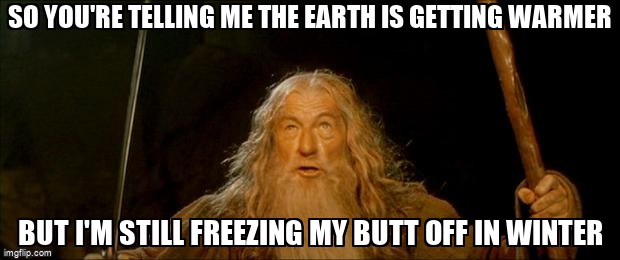 SO YOU'RE TELLING ME THE EARTH IS GETTING WARMER
BUT I'M STILL FREEZING MY BUTT OFF IN WINTER
imgflip.com